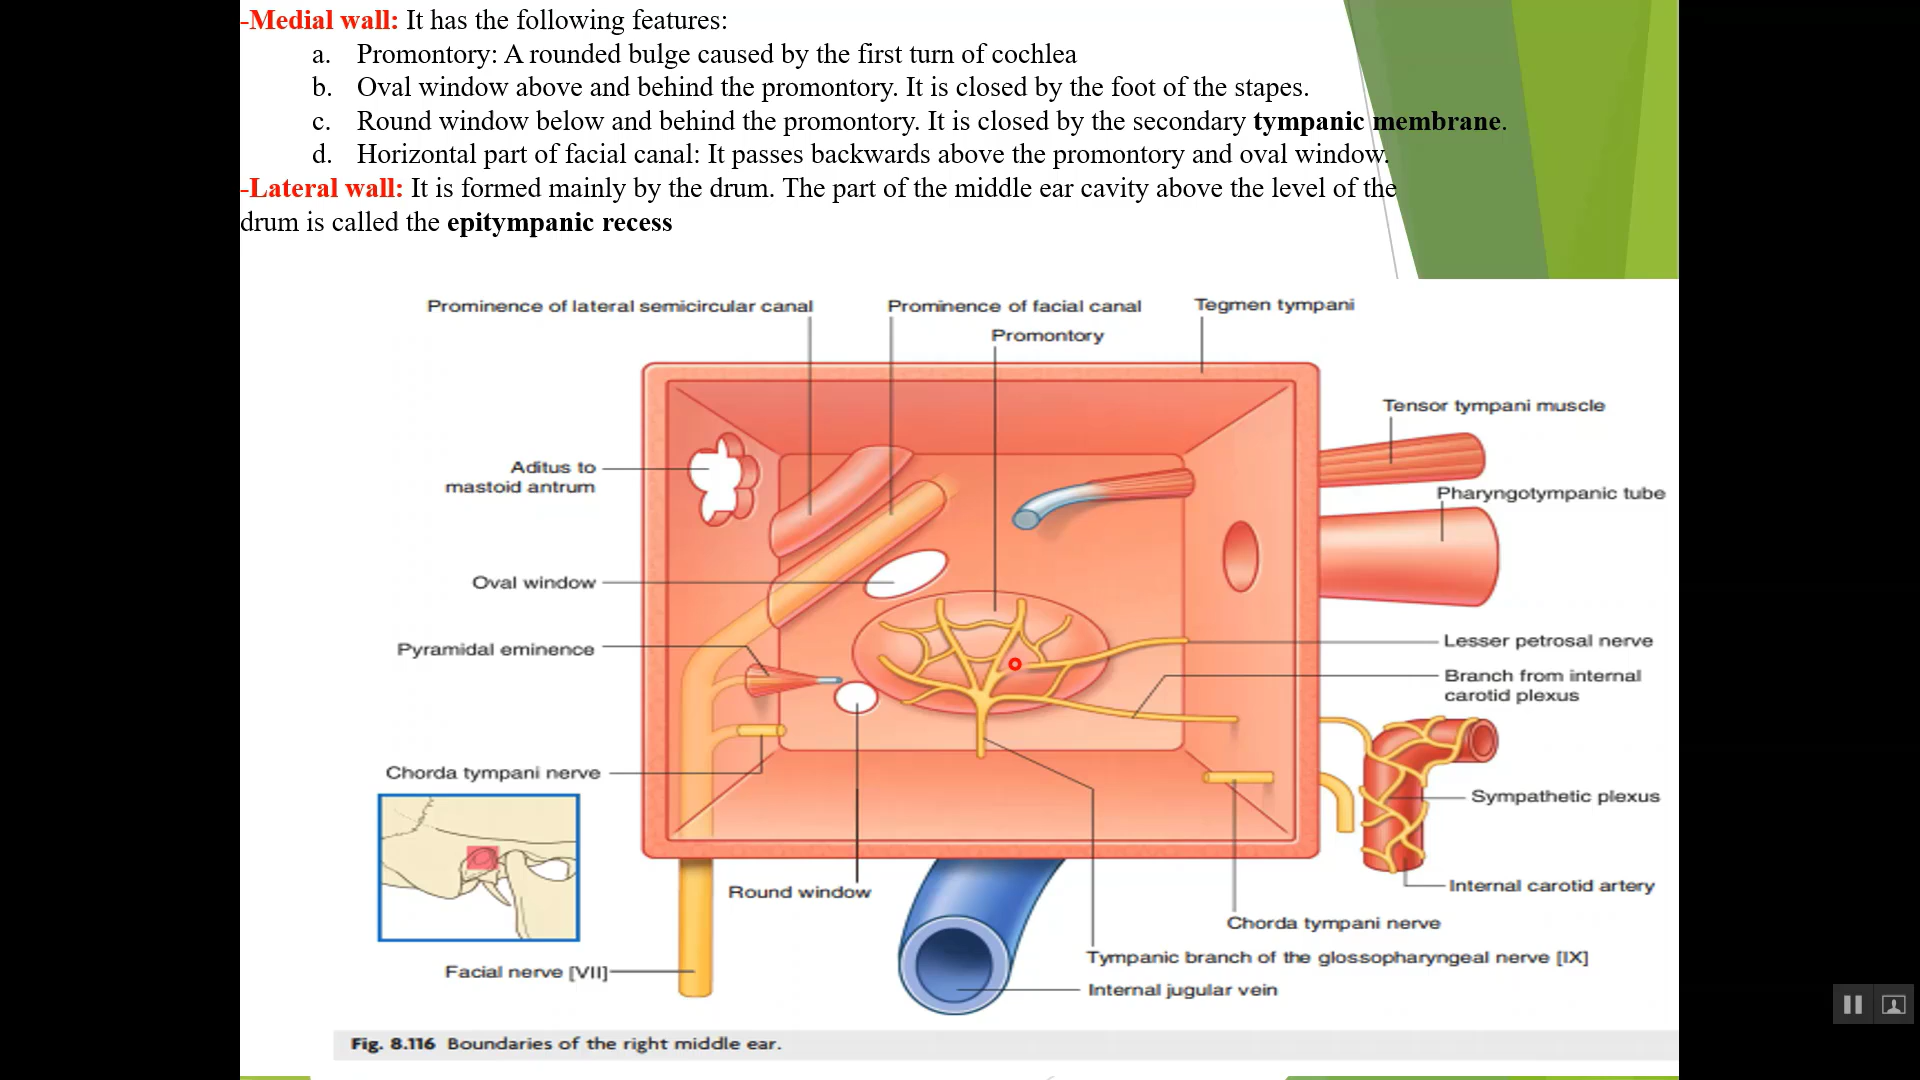 -Medial wall: It has the following features:
a. Promontory: A rounded bulge caused by the first turn of cochlea
b. Oval window above and behind the promontory. It is closed by the foot of the stapes.
c. Round window below and behind the promontory. It is closed by the secondary tympanic membrane.
d. Horizontal part of facial canal: It passes backwards above the promontory and oval window.
-Lateral wall: It is formed mainly by the drum. The part of the middle ear cavity above the level of the
drum is called the epitympanic recess
Prominence of lateral semicircular canal
Prominence of facial canal
Tegmen tympani
Promontory
Tensor tympani muscle
Aditus to
mastoid antrum
Pharyngotympanic tube
Oval window
Pyramidal eminence
Lesser petrosal nerve
Branch from internal
carotid plexus
Chorda tympani nerve
Sympathetic plexus
Round window
Internal carotid artery
Chorda tympani nerve
Tympanic branch of the glossopharyngeal nerve [IX]
Facial nerve [VII]
Internal jugular vein
Fig. 8.116 Boundaries of the right middle ear.